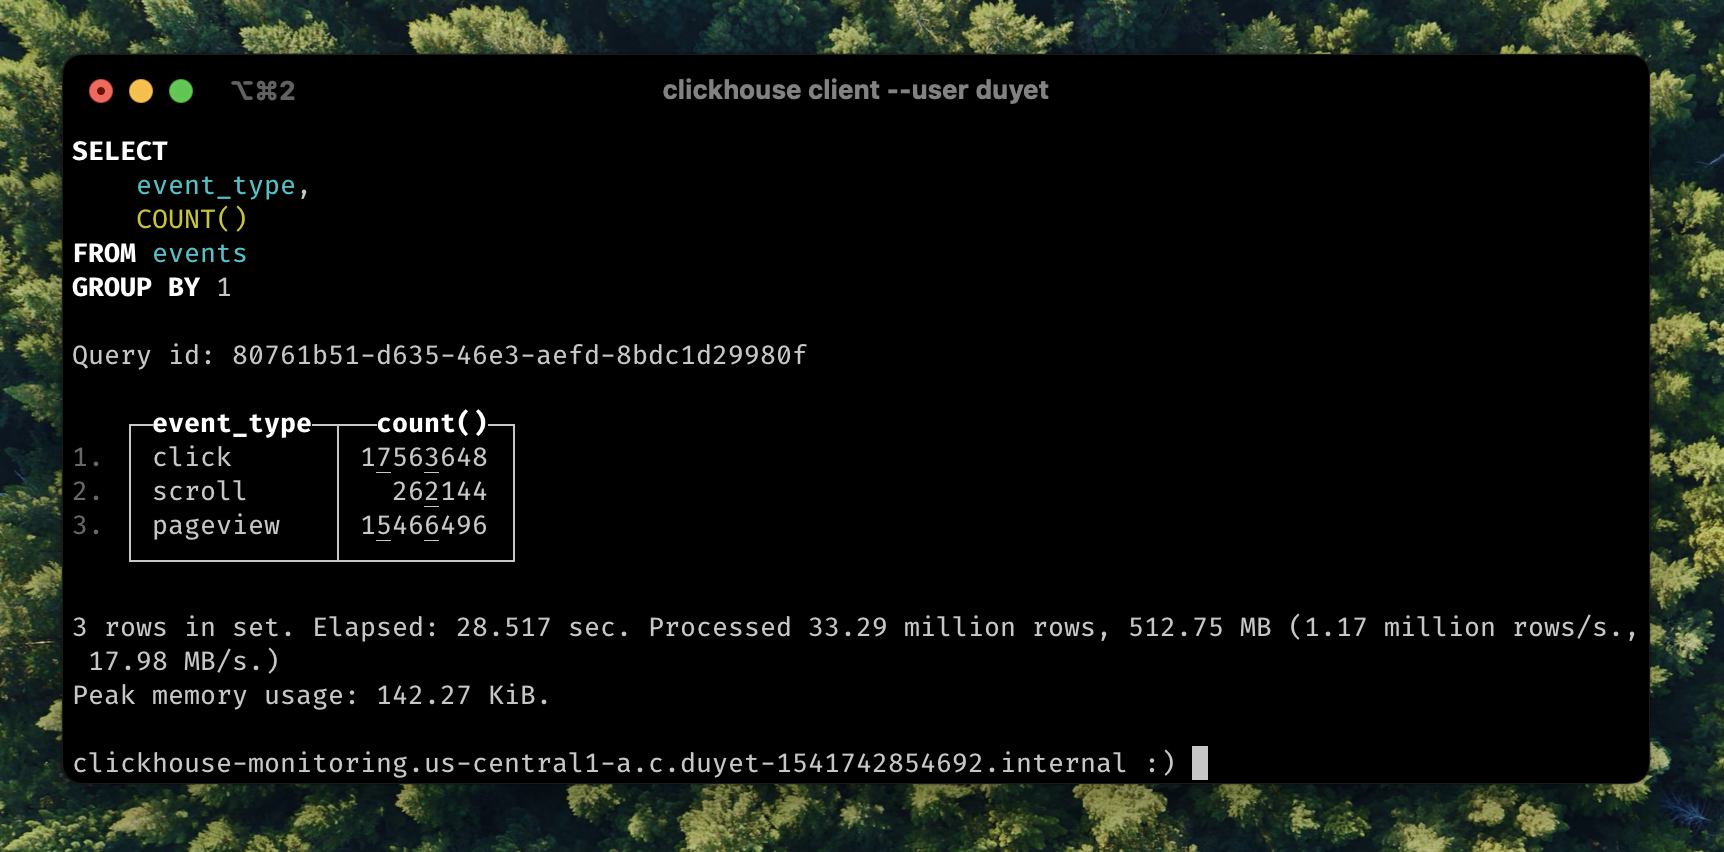 ⌥⌘2
clickhouse client --user duyet
SELECT
event_type,
COUNT()
FROM events
GROUP BY 1
Query id: 80761b51-d635-46e3-aefd-8bdc1d29980f
event_type count()
1. click 17563648
2. scroll 262144
3. pageview 15466496
3 rows in set. Elapsed: 28.517 sec. Processed 33.29 million rows, 512.75 MB (1.17 million rows/s.,
17.98 MB/s.)
Peak memory usage: 142.27 KiB.
clickhouse-monitoring.us-central1-a.c.duyet-1541742854692.internal :)